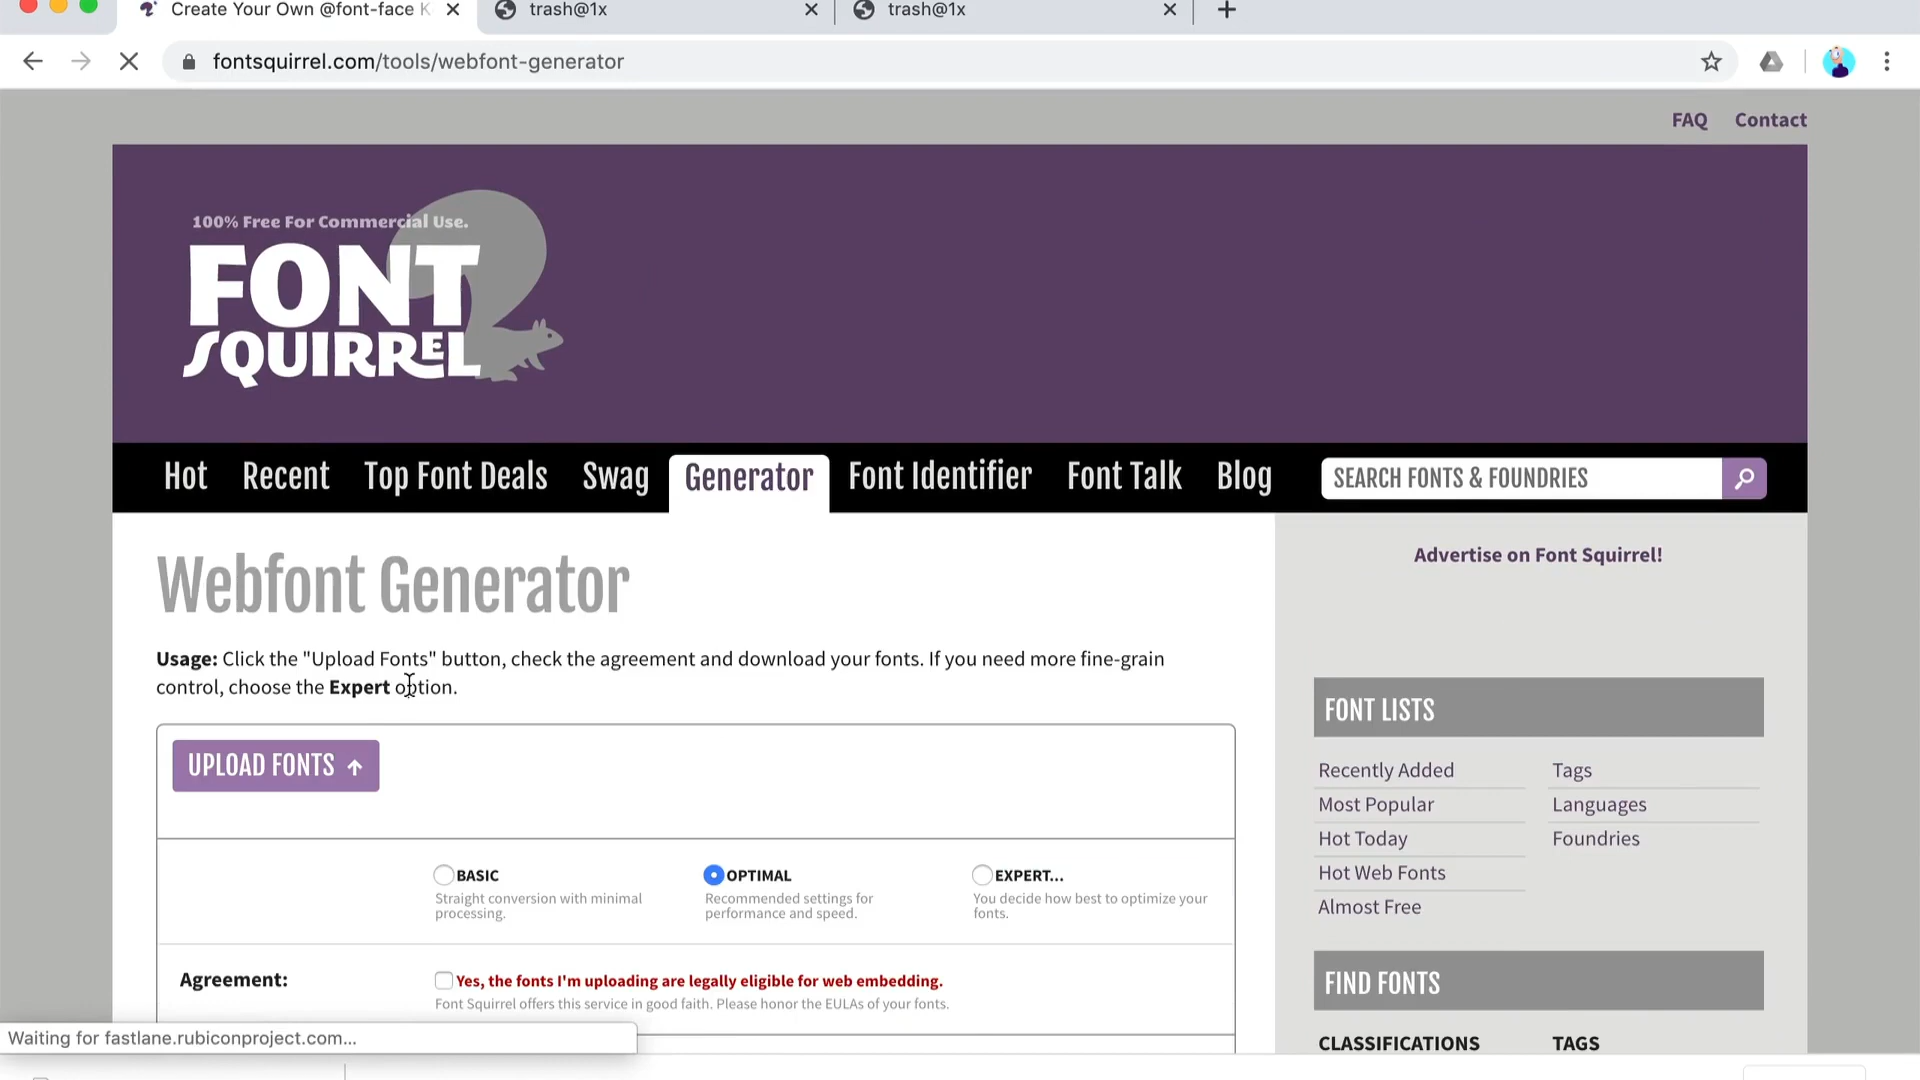 Create Your Own @font-face K
trash@1x
trash@1x
fontsquirrel.com/tools/webfont-generator
FAQ
Contact
100% Free For Commercial Use.
FONT
SQUIRREL
Hot
Recent
Top Font Deals
Swag
Generator
Font Identifier
Font Talk
Blog
SEARCH FONTS & FOUNDRIES
Webfont Generator
Advertise on Font Squirrel!
Usage: Click the "Upload Fonts" button, check the agreement and download your fonts. If you need more fine-grain
control, choose the Expert option.
UPLOAD FONTS
BASIC
Straight conversion with minimal
processing.
OPTIMAL
Recommended settings for
performance and speed.
EXPERT...
You decide how best to optimize your
fonts.
Agreement:
Yes, the fonts I'm uploading are legally eligible for web embedding.
Font Squirrel offers this service in good faith. Please honor the EULAs of your fonts.
FONT LISTS
Recently Added
Tags
Most Popular
Languages
Hot Today
Foundries
Hot Web Fonts
Almost Free
FIND FONTS
CLASSIFICATIONS
TAGS
Waiting for fastlane.rubiconproject.com...